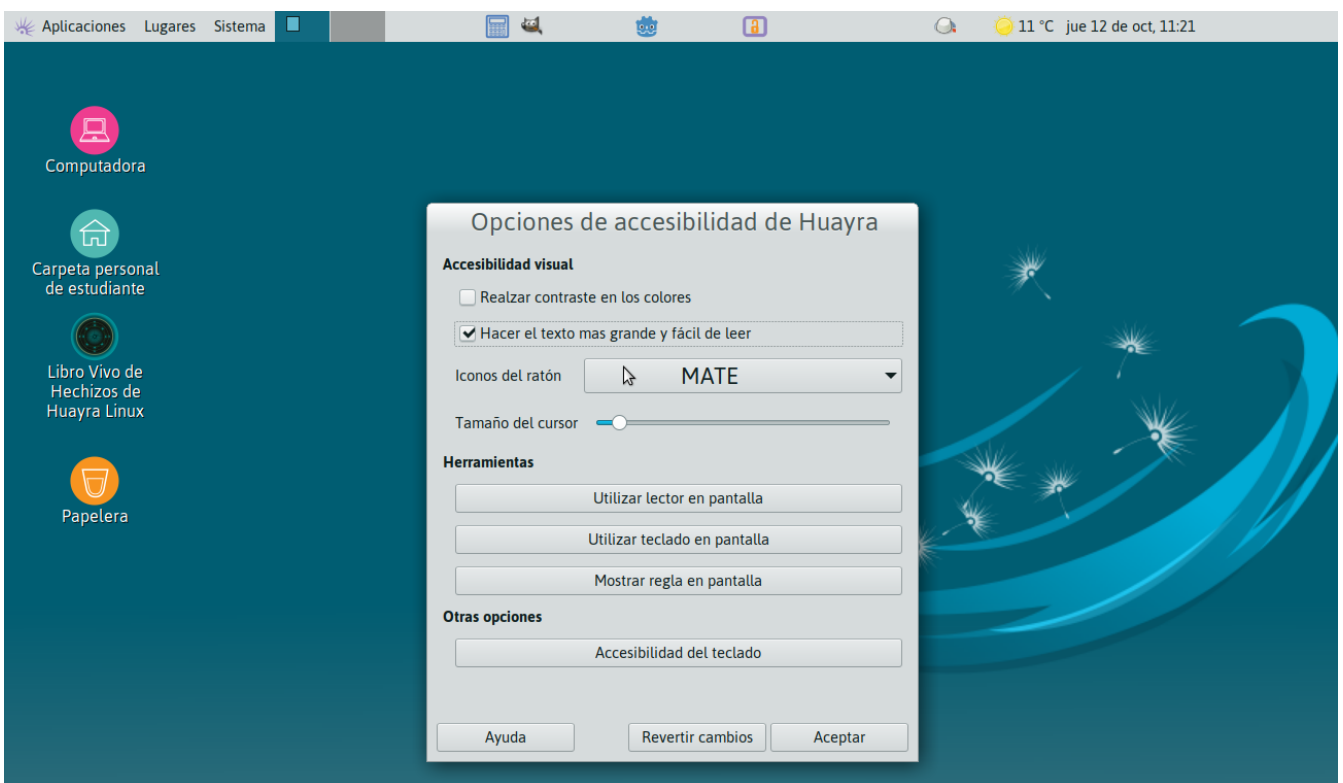 Aplicaciones Lugares Sistema 11 °C jue 12 de oct, 11:21
Computadora
Carpeta personal
de estudiante
Libro Vivo de
Hechizos de
Huayra Linux
Papelera
Opciones de accesibilidad de Huayra
Accesibilidad visual
Realzar contraste en los colores
Hacer el texto mas grande y fácil de leer
Iconos del ratón MATE
Tamaño del cursor
Herramientas
Utilizar lector en pantalla
Utilizar teclado en pantalla
Mostrar regla en pantalla
Otras opciones
Accesibilidad del teclado
Ayuda Revertir cambios Aceptar